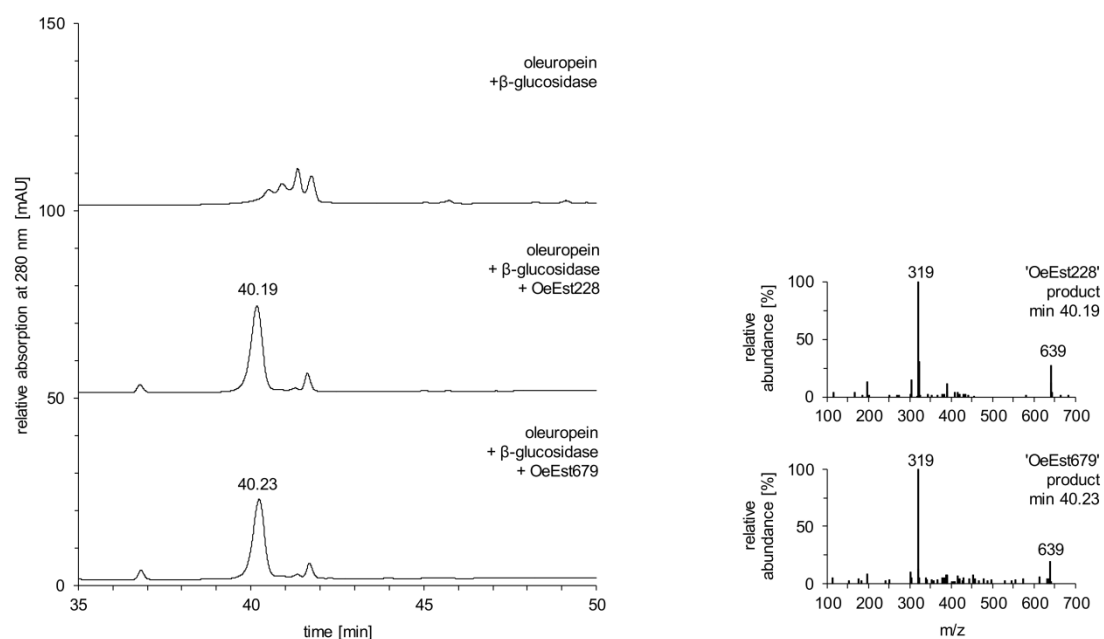 150
oleuropein
+β-glucosidase
100
oleuropein
+ β-glucosidase
+ OeEst228
40.19
50
oleuropein
+ β-glucosidase
+ OeEst679
40.23
0
35 40 45 50
time [min]
relative absorption at 280 nm [mAU]
100
319
'OeEst228'
product
min 40.19
50
639
0
100 200 300 400 500 600 700
relative
abundance [%]
100
319
'OeEst679'
product
min 40.23
50
639
0
100 200 300 400 500 600 700
m/z
relative
abundance [%]